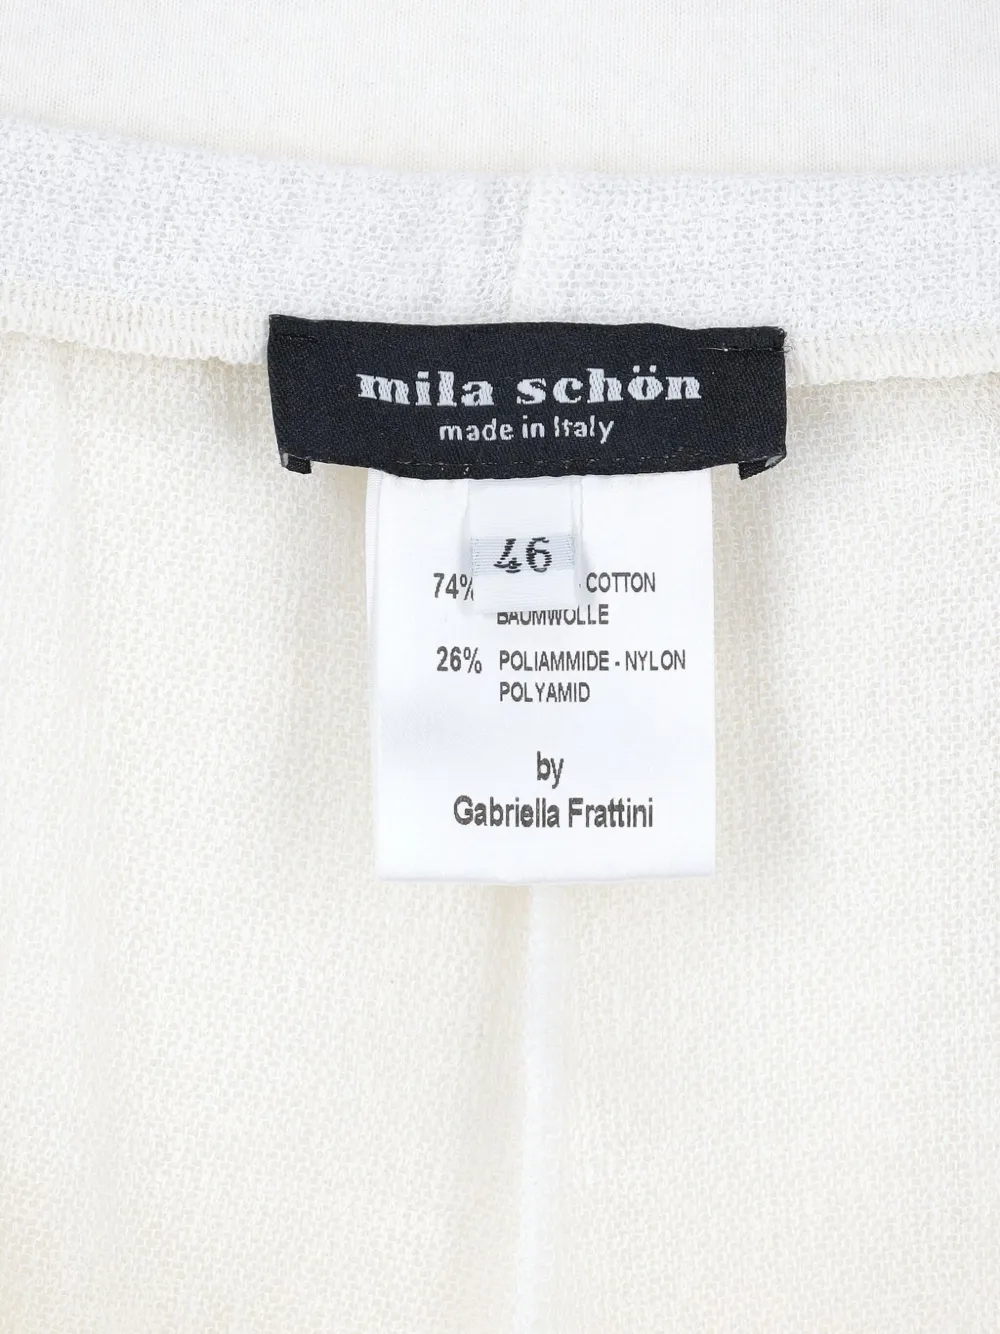 mila schön
made in Italy
46
74% COTTON
BAUMWOLLE
26% POLIAMMIDE - NYLON
POLYAMID
by
Gabriella Frattini